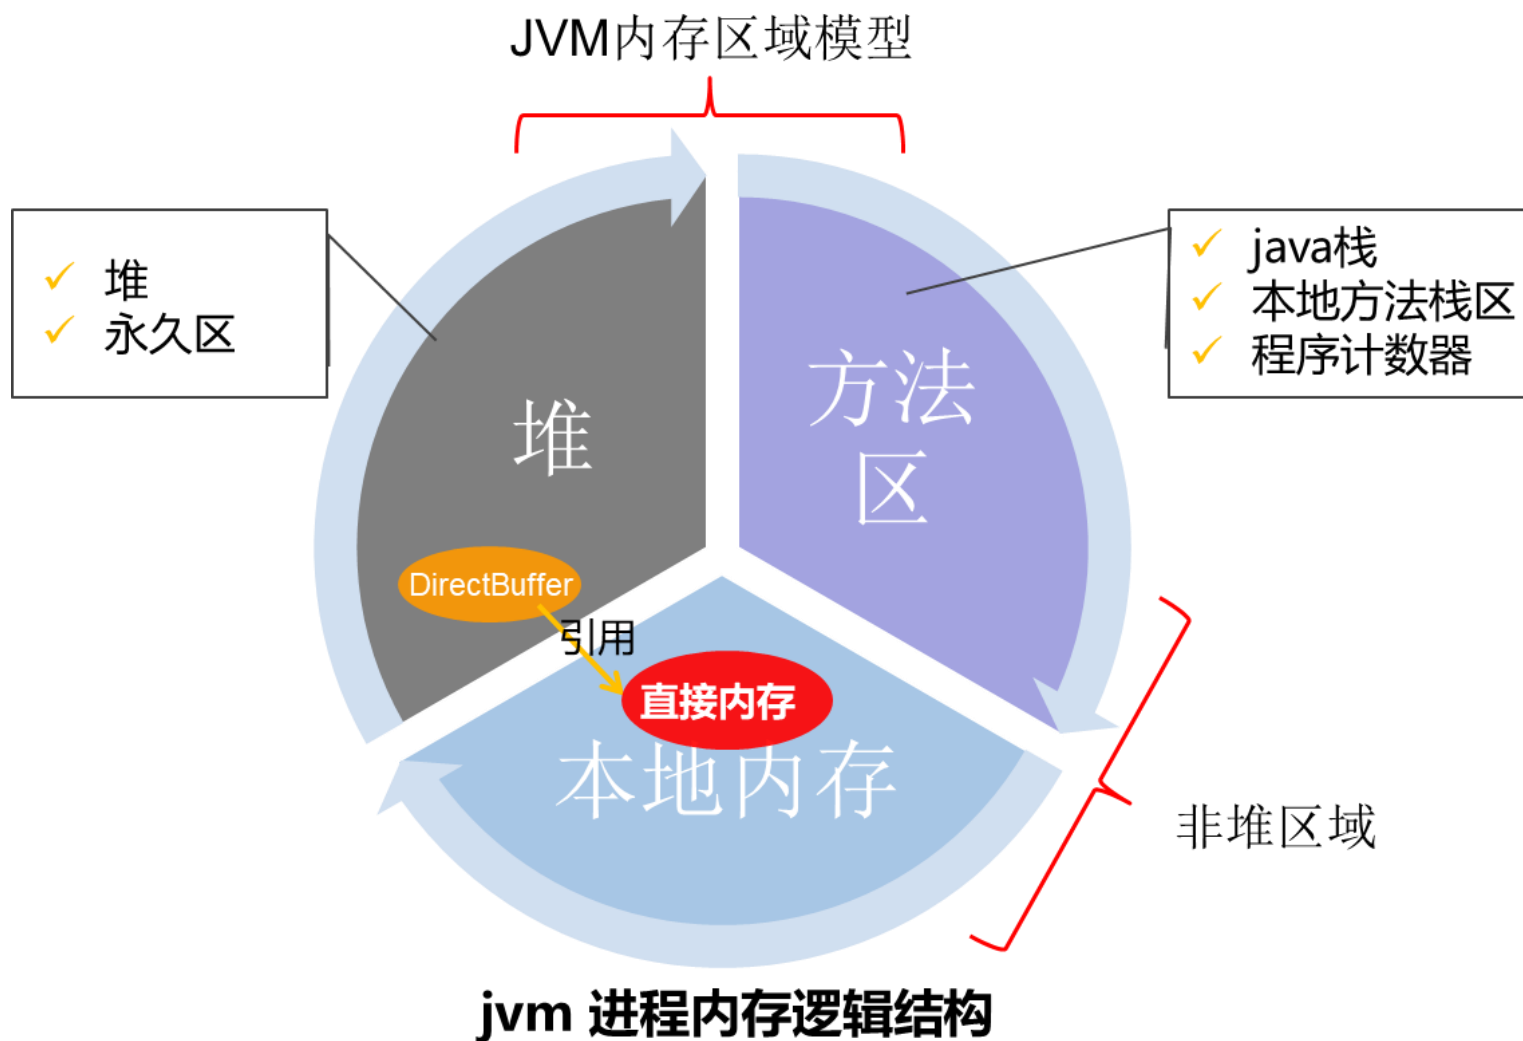 JVM内存区域模型
堆
永久区
java栈
本地方法栈区
程序计数器
堆
方法
区
DirectBuffer
引用
直接内存
本地内存
非堆区域
jvm 进程内存逻辑结构